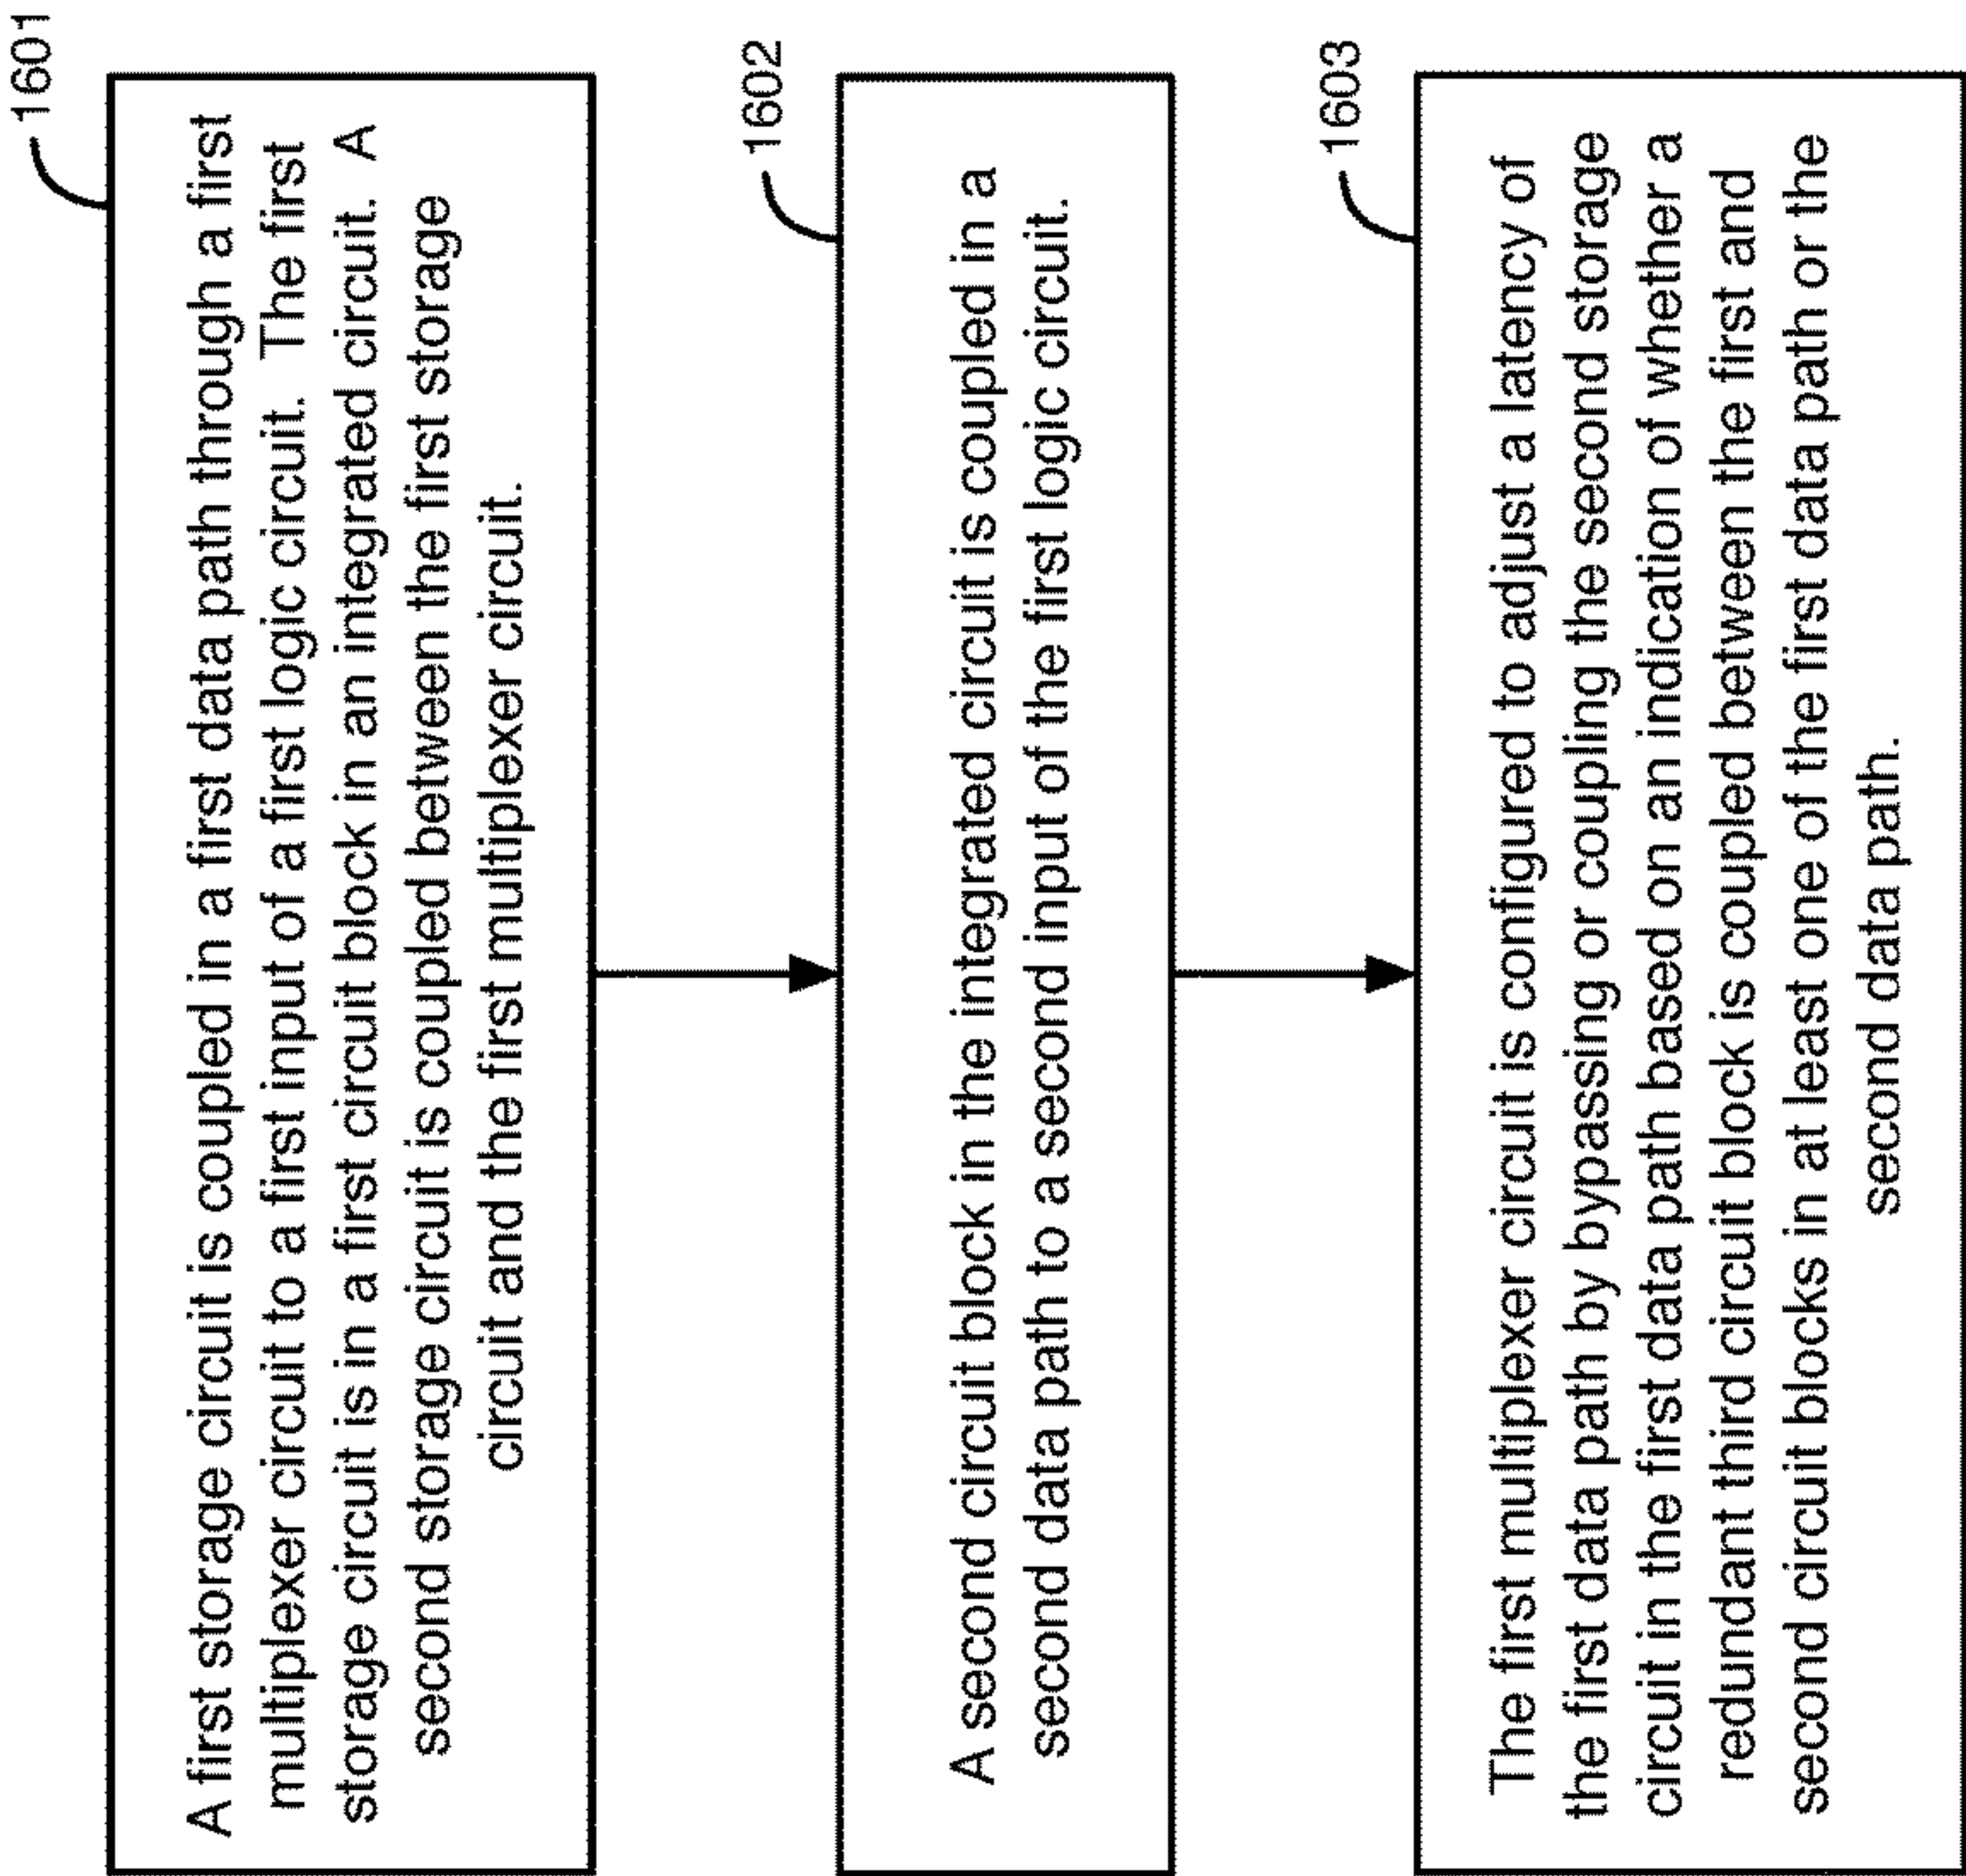 1601
A first storage circuit is coupled in a first data path through a first
multiplexer circuit to a first input of a first logic circuit. The first
storage circuit is in a first circuit block in an integrated circuit. A
second storage circuit is coupled between the first storage
circuit and the first multiplexer circuit.
1602
A second circuit block in the integrated circuit is coupled in a
second data path to a second input of the first logic circuit.
1603
The first multiplexer circuit is configured to adjust a latency of
the first data path by bypassing or coupling the second storage
circuit in the first data path based on an indication of whether a
redundant third circuit block is coupled between the first and
second circuit blocks in at least one of the first data path or the
second data path.